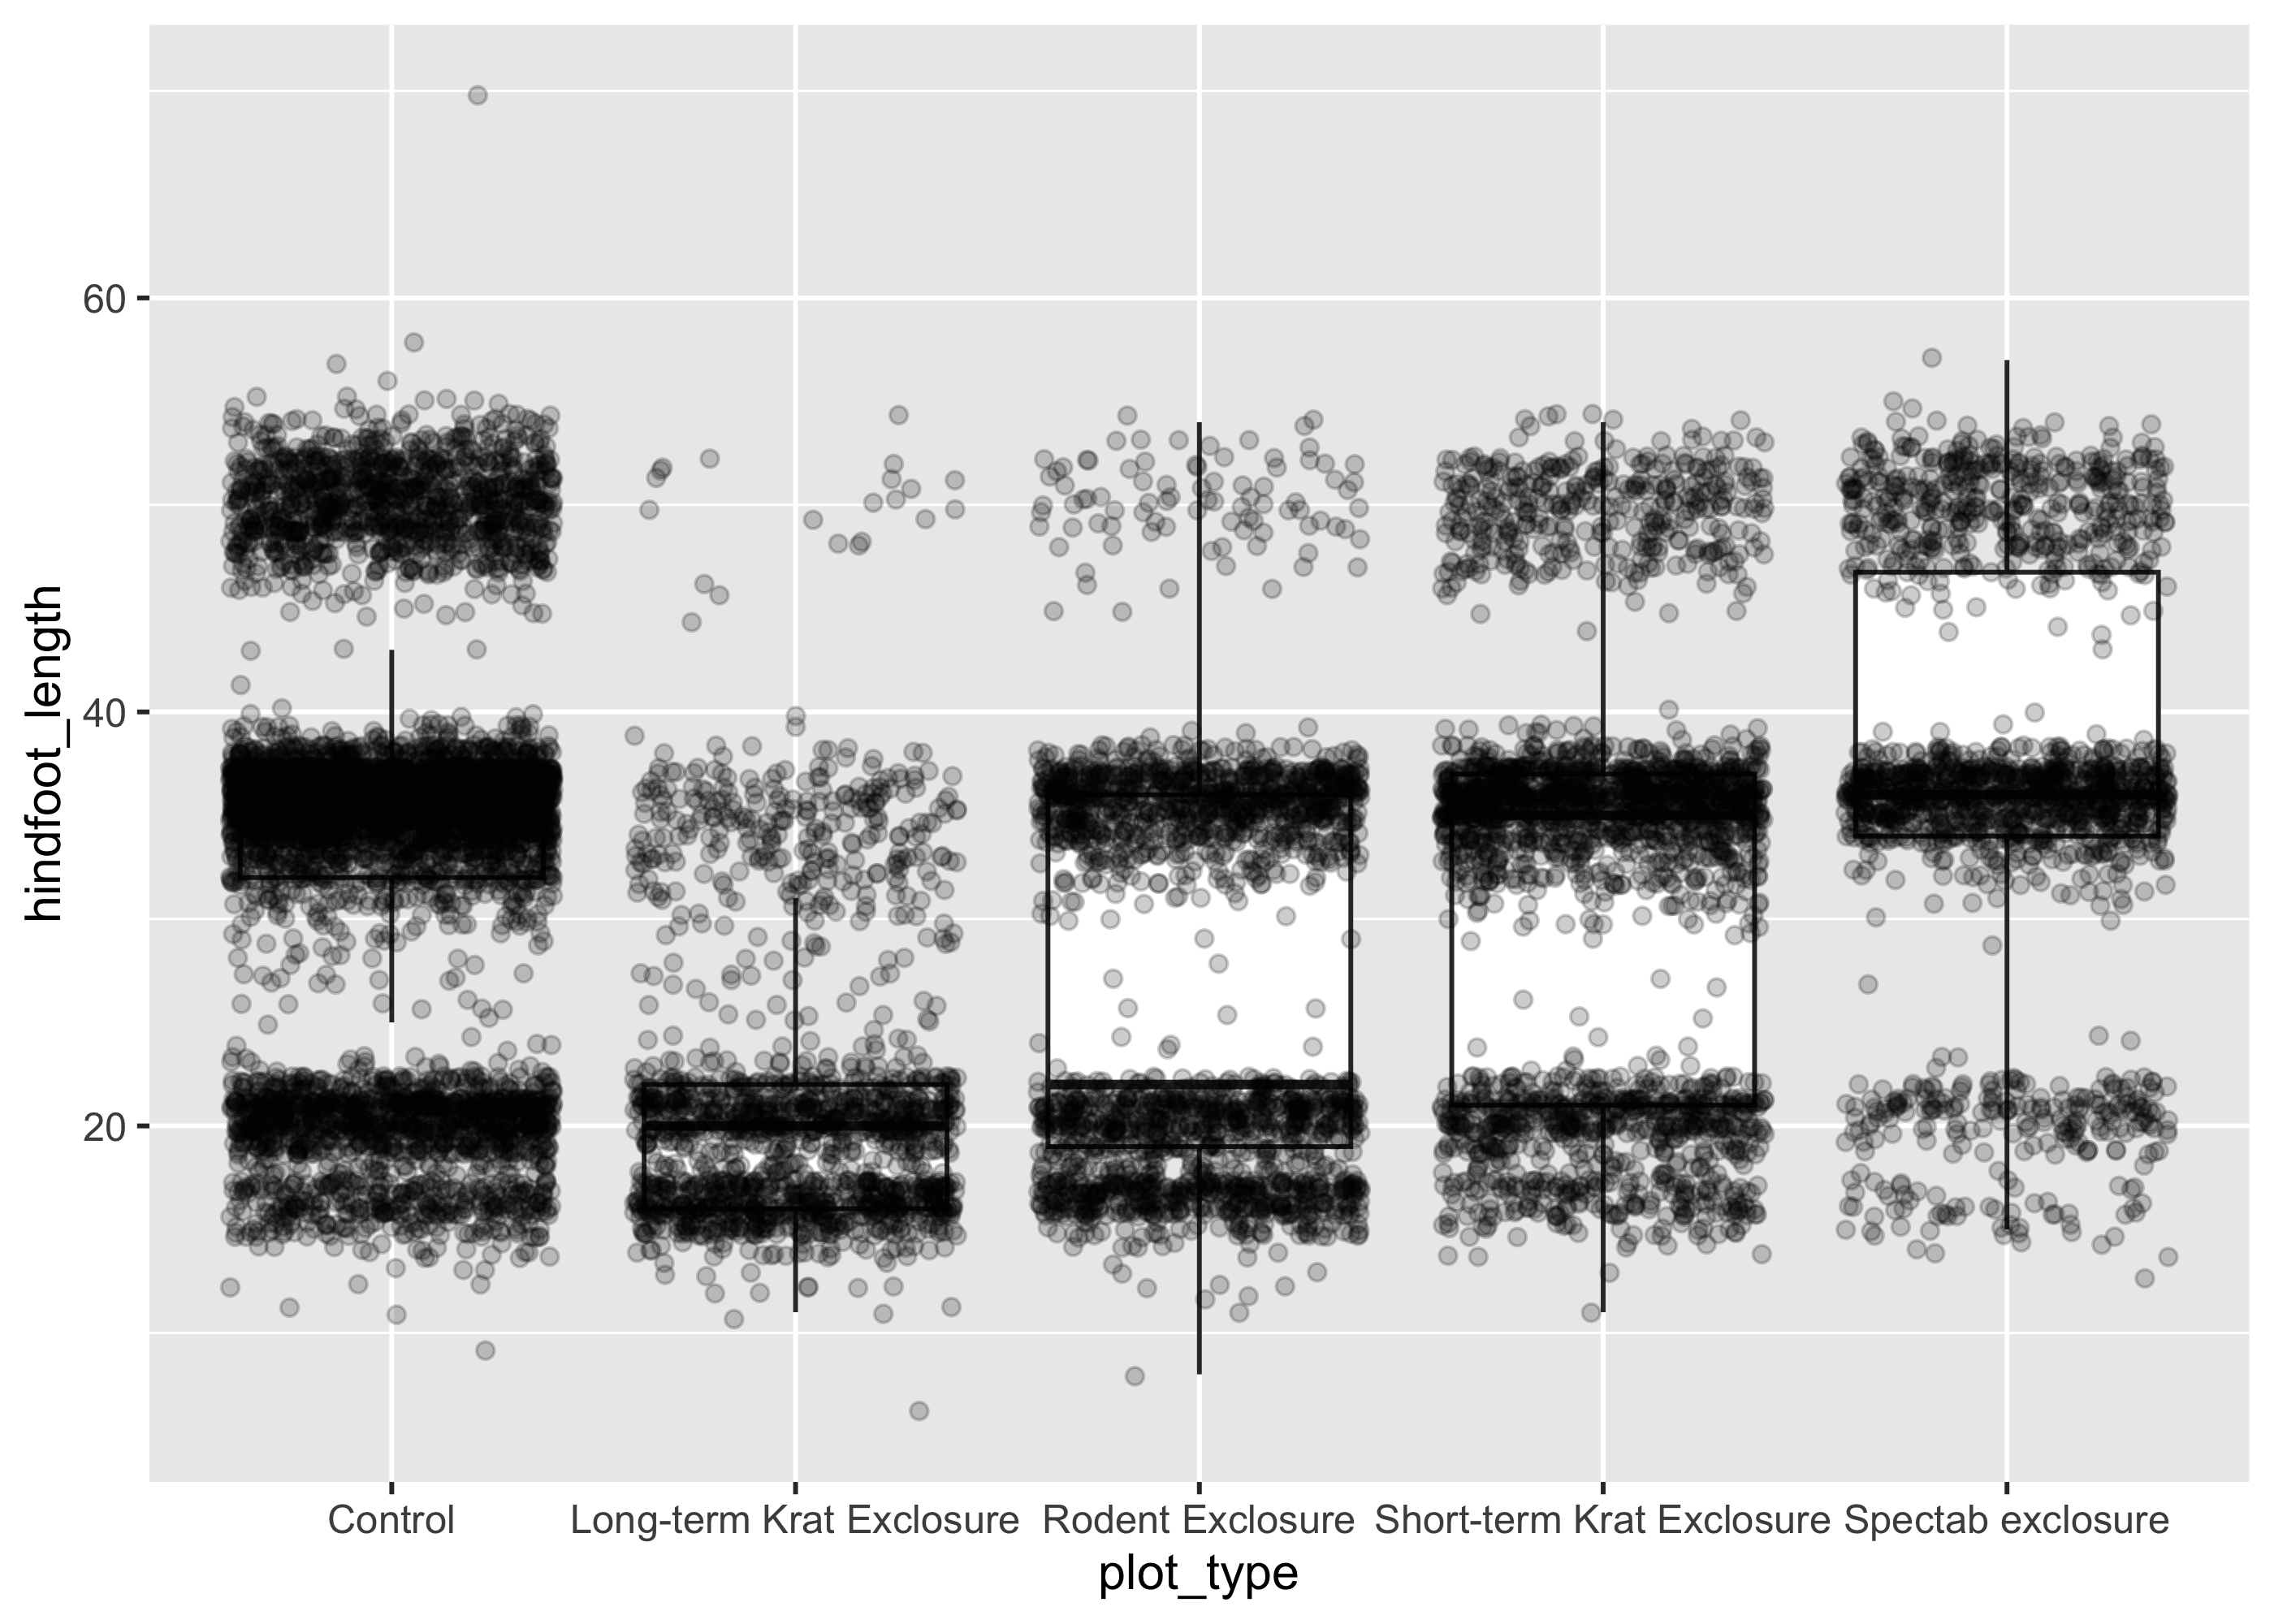 hindfoot_length
60
40
20
Control Long-term Krat Exclosure Rodent Exclosure Short-term Krat Exclosure Spectab exclosure
plot_type